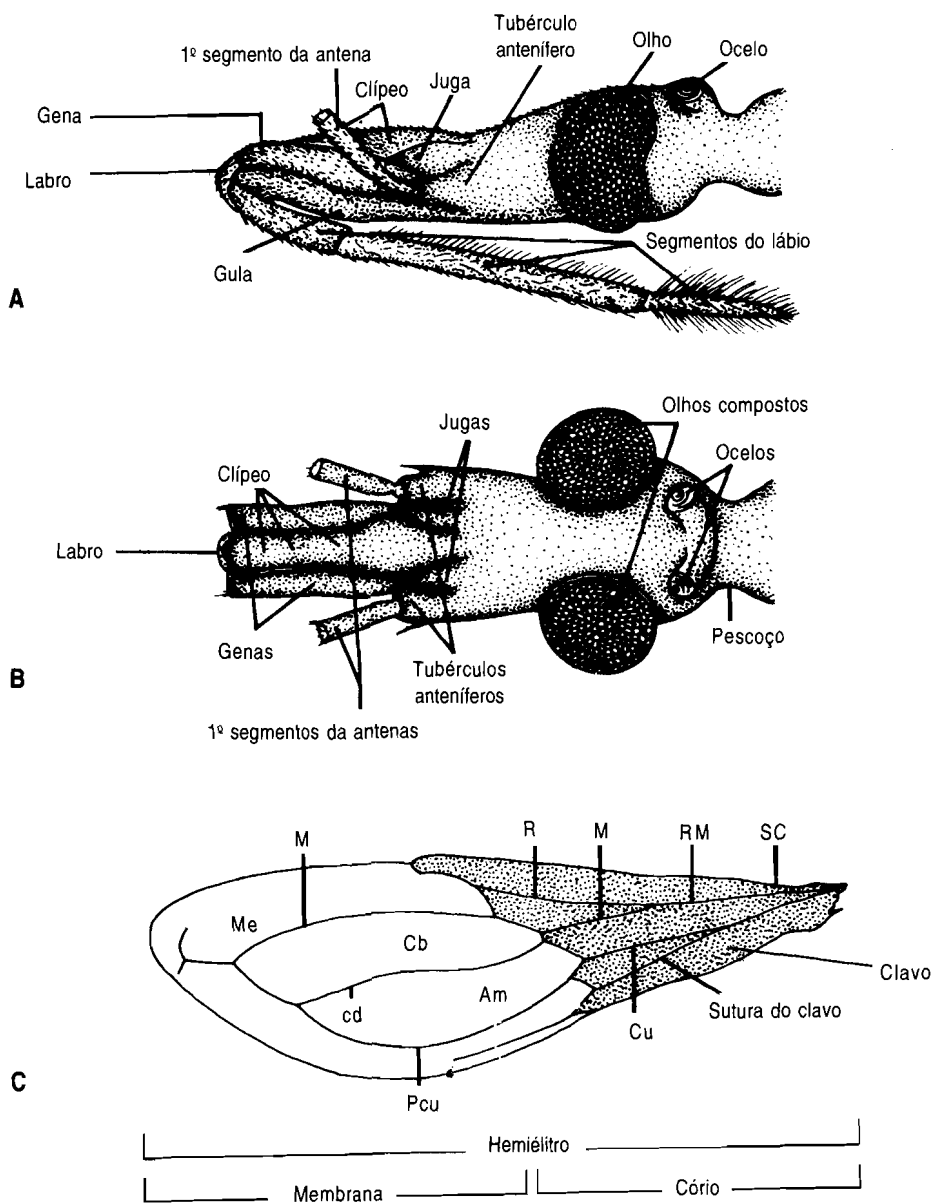 Tubérculo
antenífero
1º segmento da antena
Olho
Ocelo
Clípeo
Juga
Gena
Labro
Segmentos do lábio
Gula
A
Olhos compostos
Jugas
Ocelos
Clípeo
Labro
Pescoço
Genas
Tubérculos
anteníferos
B
1º segmentos da antenas
R M RM SC
M
Me
Cb
Clavo
Am
cd
Sutura do clavo
Cu
C
Pcu
Hemiélitro
Membrana Cório